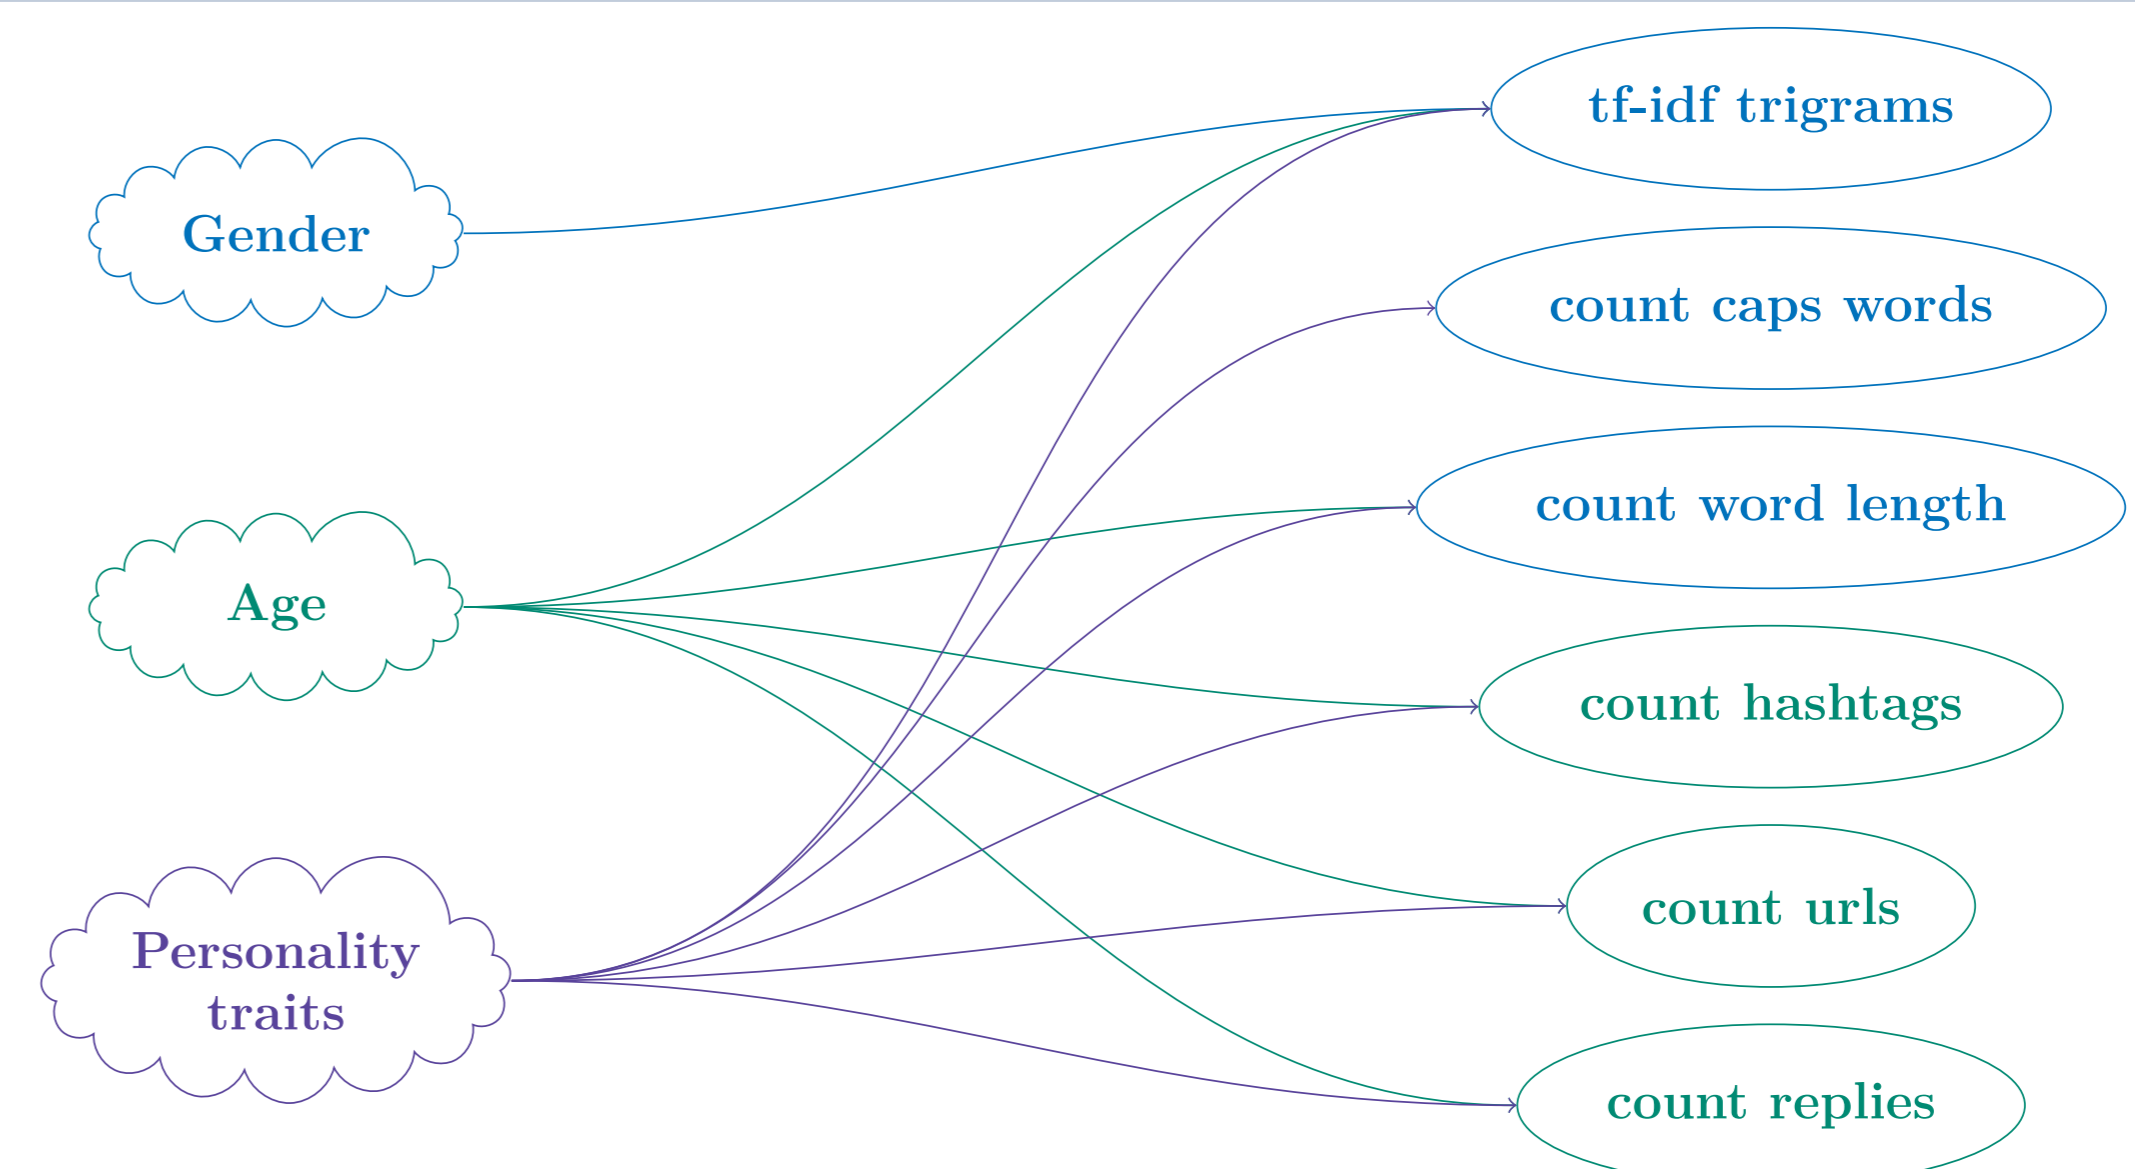 Gender
Age
Personality
traits
tf-idf trigrams
count caps words
count word length
count hashtags
count urls
count replies